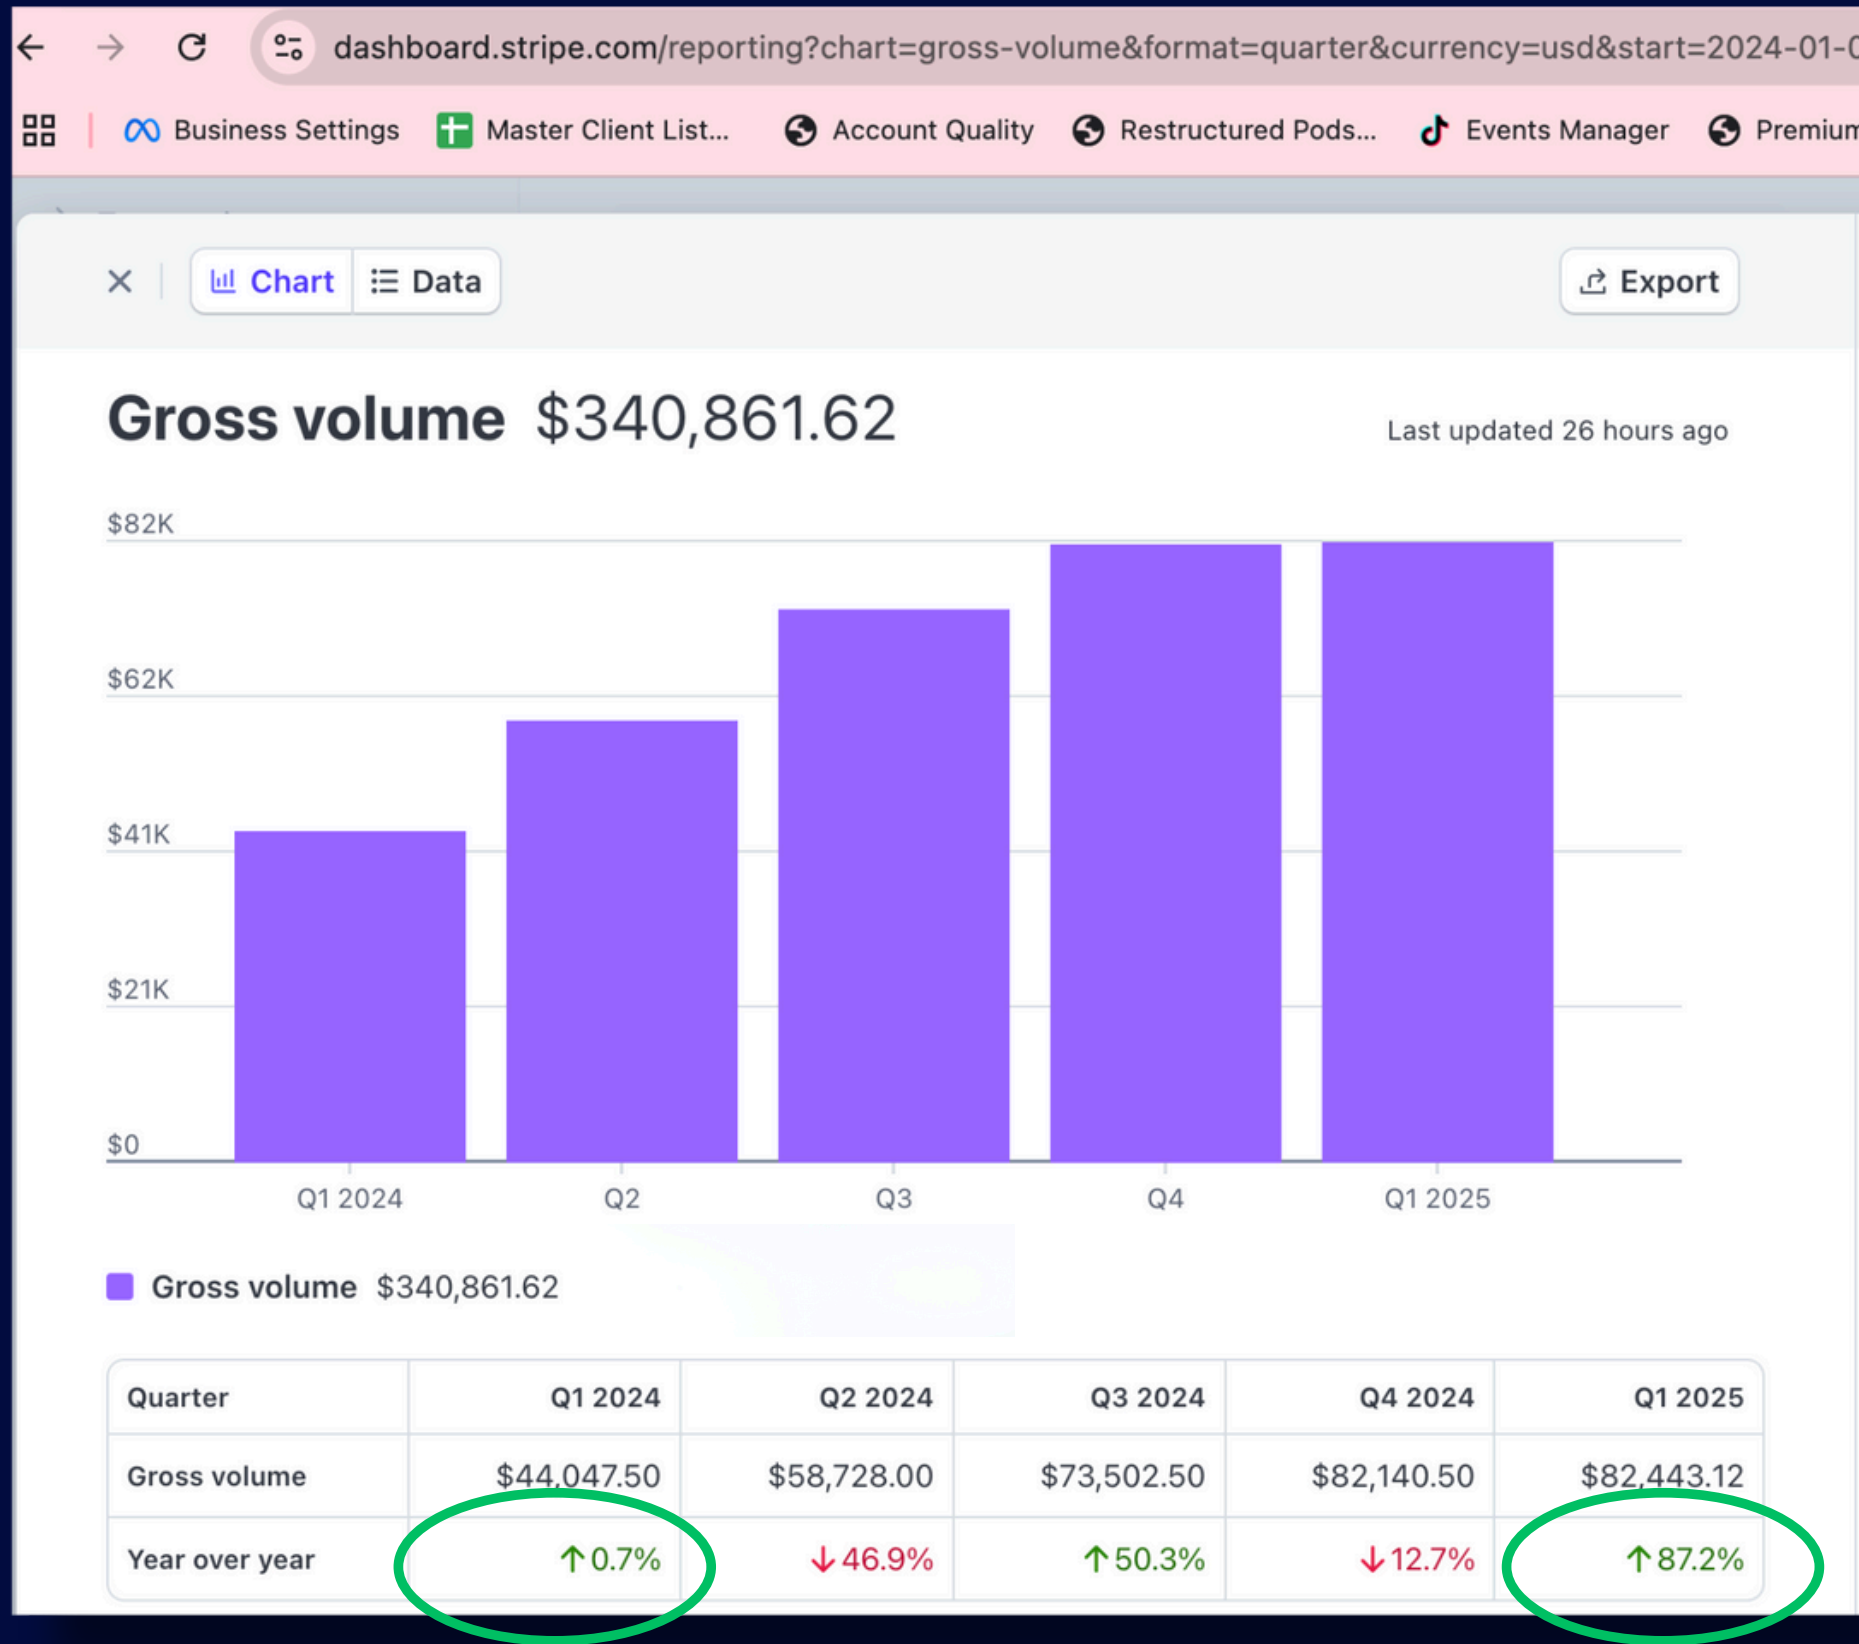 dashboard.stripe.com/reporting?chart=gross-volume&format=quarter&currency=usd&start=2024-01-0
Business Settings Master Client List... Account Quality Restructured Pods... Events Manager Premium
Chart Data Export
Gross volume $340,861.62 Last updated 26 hours ago
$82K
$62K
$41K
$21K
$0
Q1 2024 Q2 Q3 Q4 Q1 2025
Gross volume $340,861.62
Quarter Q1 2024 Q2 2024 Q3 2024 Q4 2024 Q1 2025
Gross volume $44,047.50 $58,728.00 $73,502.50 $82,140.50 $82,443.12
Year over year ↑0.7% ↓46.9% ↑50.3% ↓12.7% ↑87.2%